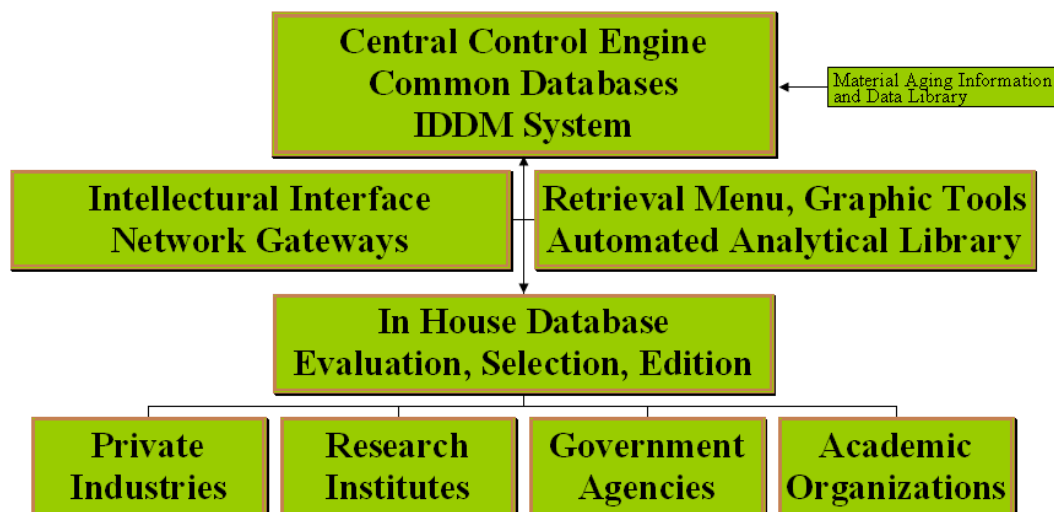 Central Control Engine
Common Databases
IDDM System
Material Aging Information
and Data Library
Intellectural Interface
Network Gateways
Retrieval Menu, Graphic Tools
Automated Analytical Library
In House Database
Evaluation, Selection, Edition
Private
Industries
Research
Institutes
Government
Agencies
Academic
Organizations